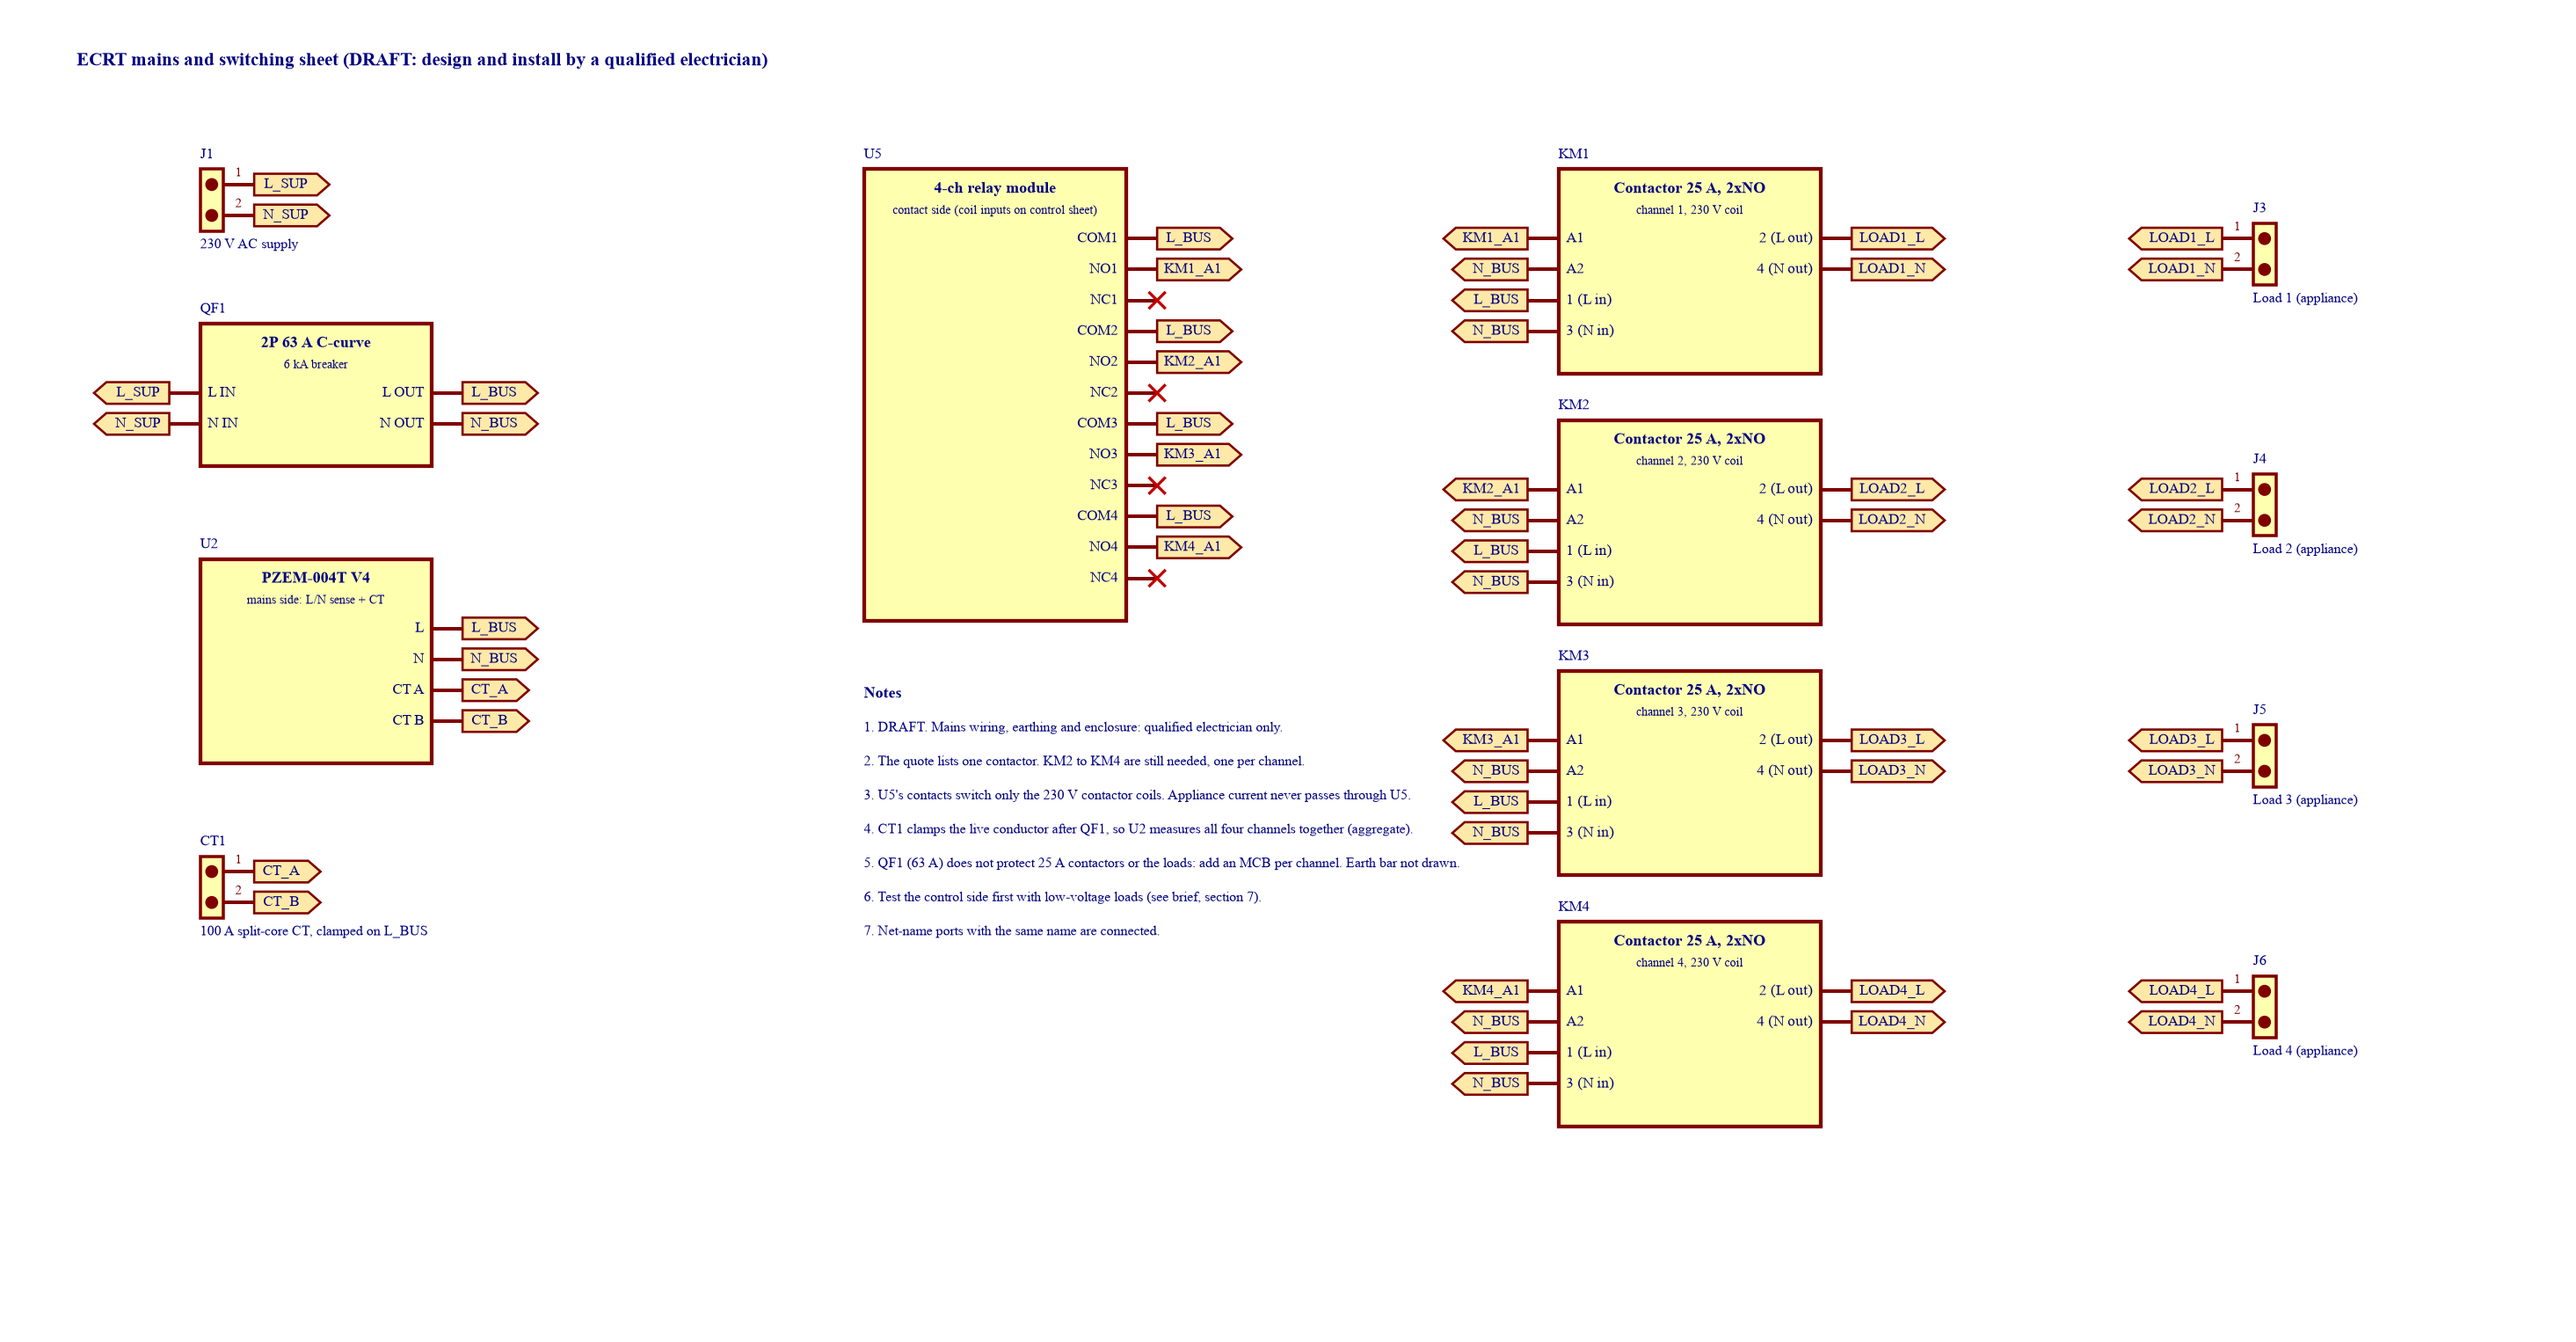 ECRT mains and switching sheet (DRAFT: design and install by a qualified electrician)
J1
1 L_SUP
2 N_SUP
230 V AC supply
QF1
2P 63 A C-curve
6 kA breaker
L_SUP L IN L OUT L_BUS
N_SUP N IN N OUT N_BUS
U2
PZEM-004T V4
mains side: L/N sense + CT
L L_BUS
N N_BUS
CT A CT_A
CT B CT_B
CT1
1 CT_A
2 CT_B
100 A split-core CT, clamped on L_BUS
U5
4-ch relay module
contact side (coil inputs on control sheet)
COM1 L_BUS
NO1 KM1_A1
NC1
COM2 L_BUS
NO2 KM2_A1
NC2
COM3 L_BUS
NO3 KM3_A1
NC3
COM4 L_BUS
NO4 KM4_A1
NC4
Notes
1. DRAFT. Mains wiring, earthing and enclosure: qualified electrician only.
2. The quote lists one contactor. KM2 to KM4 are still needed, one per channel.
3. U5's contacts switch only the 230 V contactor coils. Appliance current never passes through U5.
4. CT1 clamps the live conductor after QF1, so U2 measures all four channels together (aggregate).
5. QF1 (63 A) does not protect 25 A contactors or the loads: add an MCB per channel. Earth bar not drawn.
6. Test the control side first with low-voltage loads (see brief, section 7).
7. Net-name ports with the same name are connected.
KM1
Contactor 25 A, 2xNO
channel 1, 230 V coil
KM1_A1 A1 2 (L out) LOAD1_L
N_BUS A2 4 (N out) LOAD1_N
L_BUS 1 (L in)
N_BUS 3 (N in)
KM2
Contactor 25 A, 2xNO
channel 2, 230 V coil
KM2_A1 A1 2 (L out) LOAD2_L
N_BUS A2 4 (N out) LOAD2_N
L_BUS 1 (L in)
N_BUS 3 (N in)
KM3
Contactor 25 A, 2xNO
channel 3, 230 V coil
KM3_A1 A1 2 (L out) LOAD3_L
N_BUS A2 4 (N out) LOAD3_N
L_BUS 1 (L in)
N_BUS 3 (N in)
KM4
Contactor 25 A, 2xNO
channel 4, 230 V coil
KM4_A1 A1 2 (L out) LOAD4_L
N_BUS A2 4 (N out) LOAD4_N
L_BUS 1 (L in)
N_BUS 3 (N in)
J3
LOAD1_L 1
LOAD1_N 2
Load 1 (appliance)
J4
LOAD2_L 1
LOAD2_N 2
Load 2 (appliance)
J5
LOAD3_L 1
LOAD3_N 2
Load 3 (appliance)
J6
LOAD4_L 1
LOAD4_N 2
Load 4 (appliance)